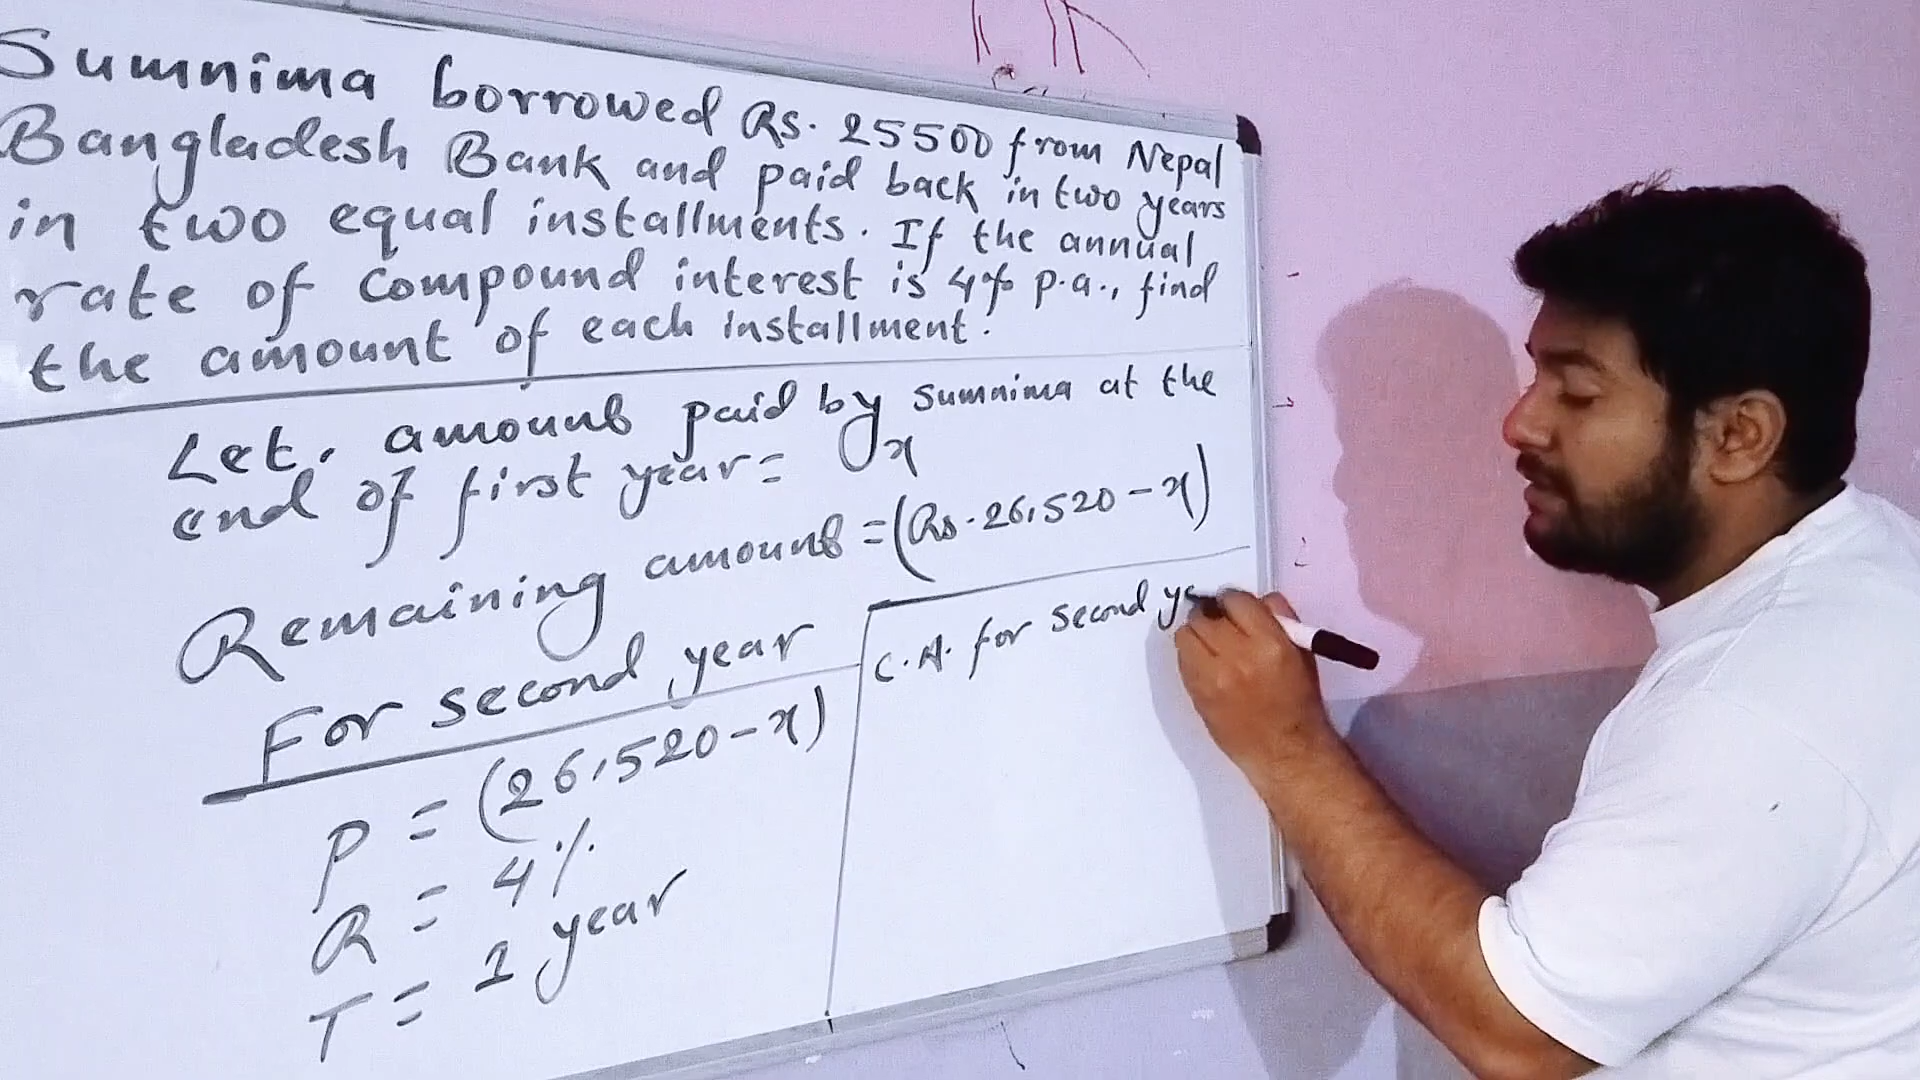 Sumnima borrowed Rs. 25500 from Nepal
Bangladesh Bank and paid back in two years
in two equal installments. If the annual
rate of compound interest is 4% p.a., find
the amount of each installment.
Let. amount paid by Sumnima at the
end of first year = x
Remaining amount = (Rs. 26,520 - x)
For second year
P = (26,520 - x)
R = 4%
T = 1 year
C.A. for second ye